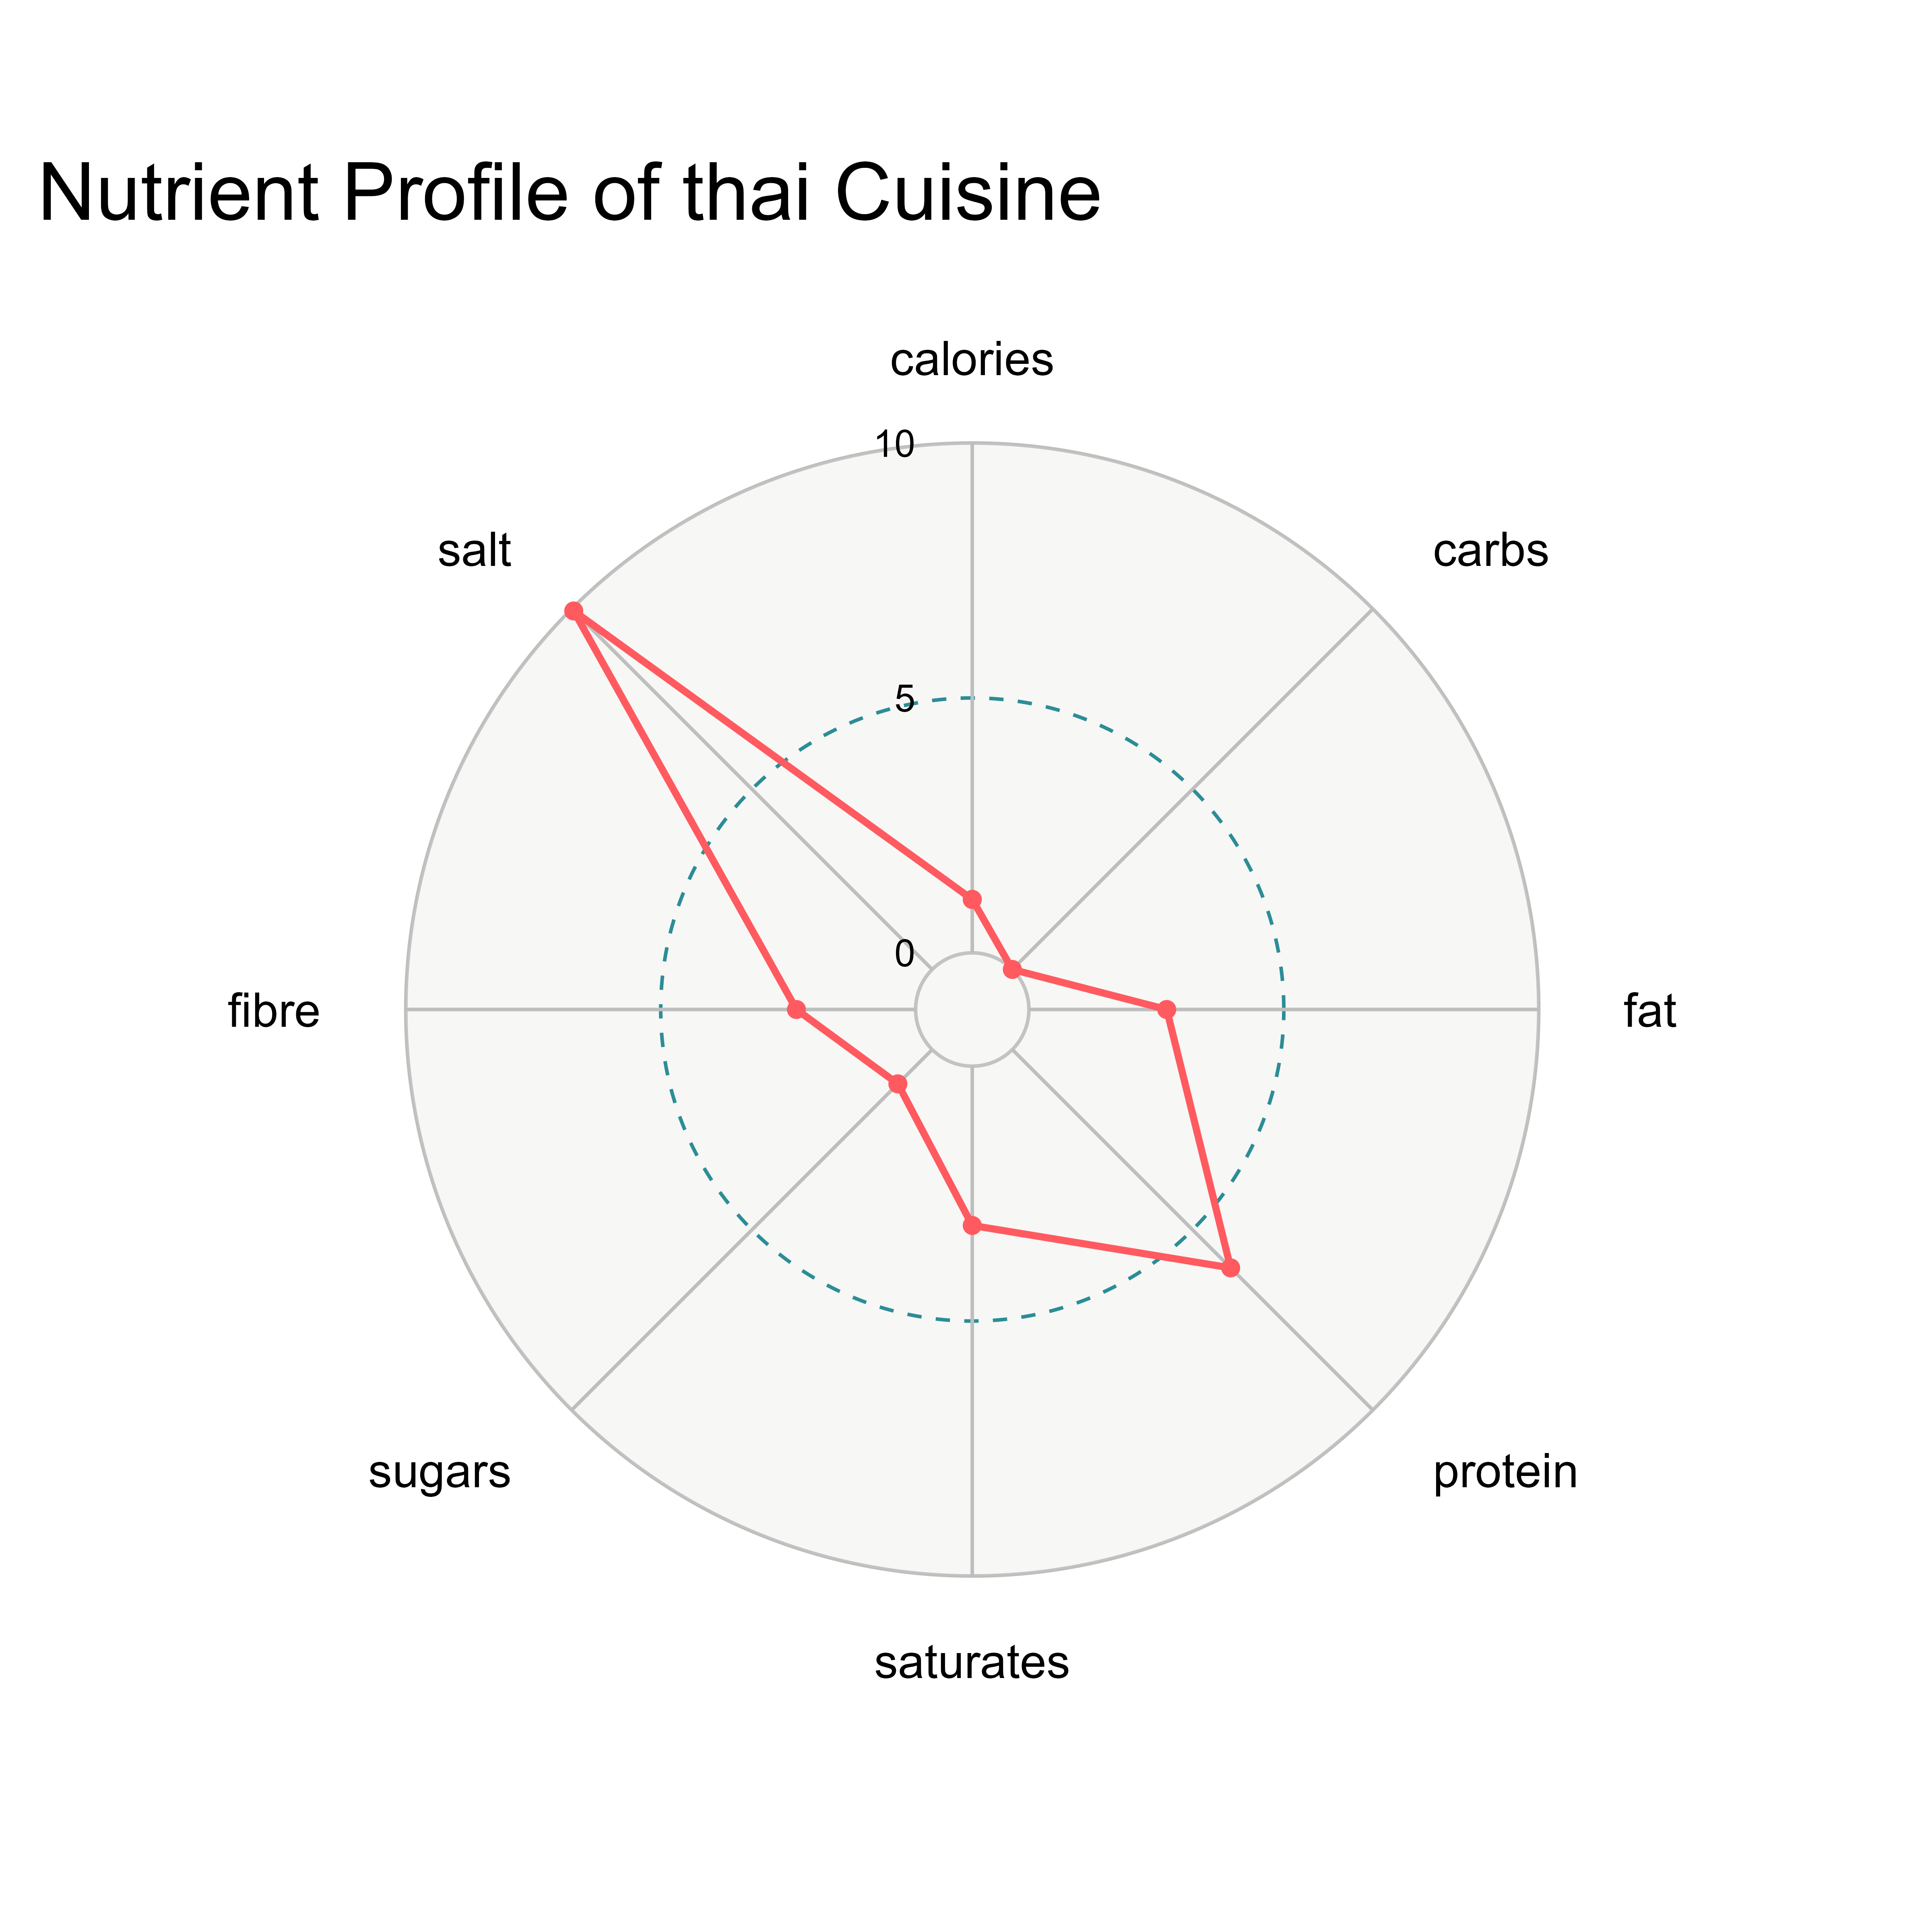 Nutrient Profile of thai Cuisine
calories
10
salt
carbs
5
0
fibre
fat
sugars
protein
saturates